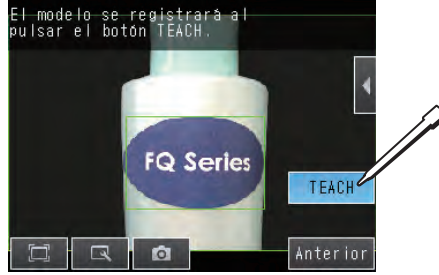 El modelo se registrará al
pulsar el botón TEACH.
FQ Series
TEACH
Anterior